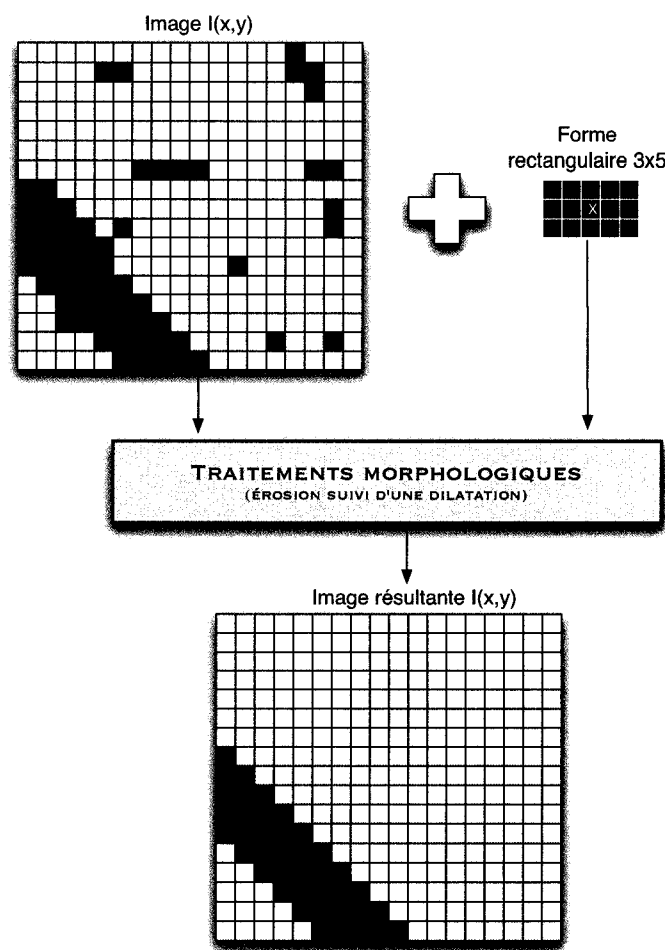 Image I(x,y)
Forme
rectangulaire 3x5
X
TRAITEMENTS MORPHOLOGIQUES
(ÉROSION SUIVI D'UNE DILATATION)
Image résultante I(x,y)